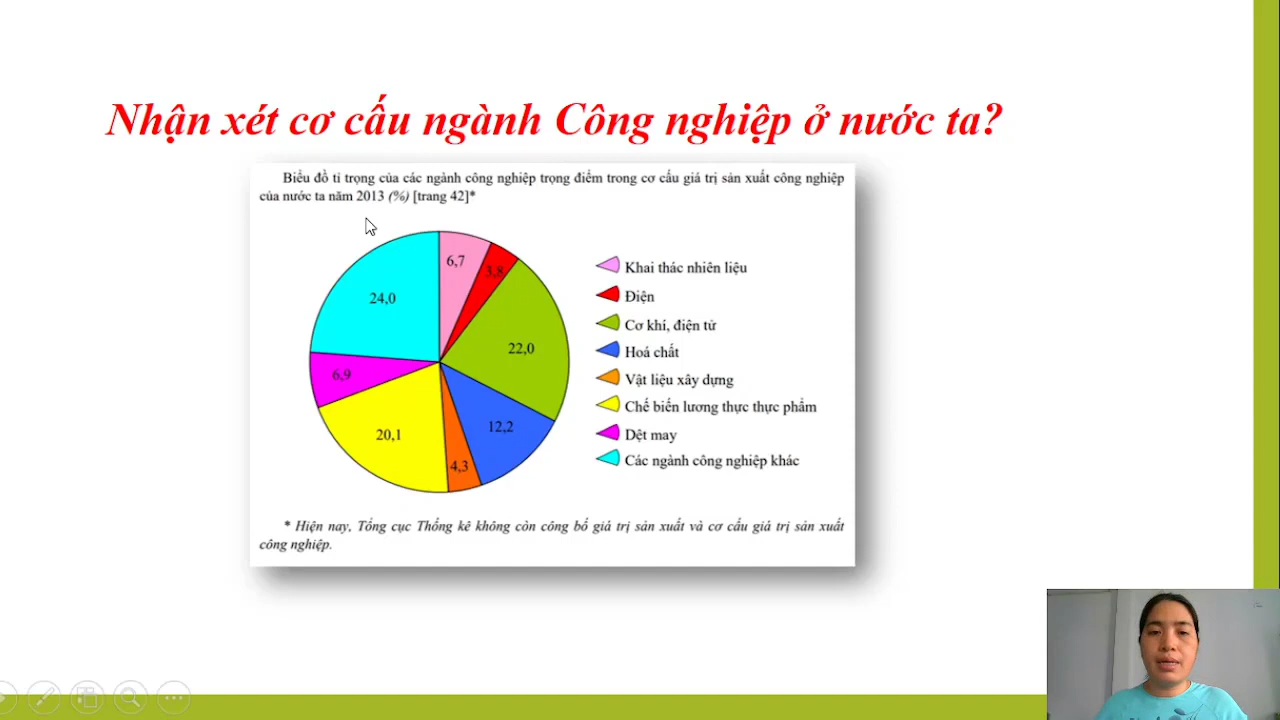 Nhận xét cơ cấu ngành Công nghiệp ở nước ta?
Biểu đồ tỉ trọng của các ngành công nghiệp trọng điểm trong cơ cấu giá trị sản xuất công nghiệp
của nước ta năm 2013 (%) [trang 42]*
6,7
3,8
22,0
12,2
4,3
20,1
6,9
24,0
Khai thác nhiên liệu
Điện
Cơ khí, điện tử
Hoá chất
Vật liệu xây dựng
Chế biến lương thực thực phẩm
Dệt may
Các ngành công nghiệp khác
* Hiện nay, Tổng cục Thống kê không còn công bố giá trị sản xuất và cơ cấu giá trị sản xuất
công nghiệp.